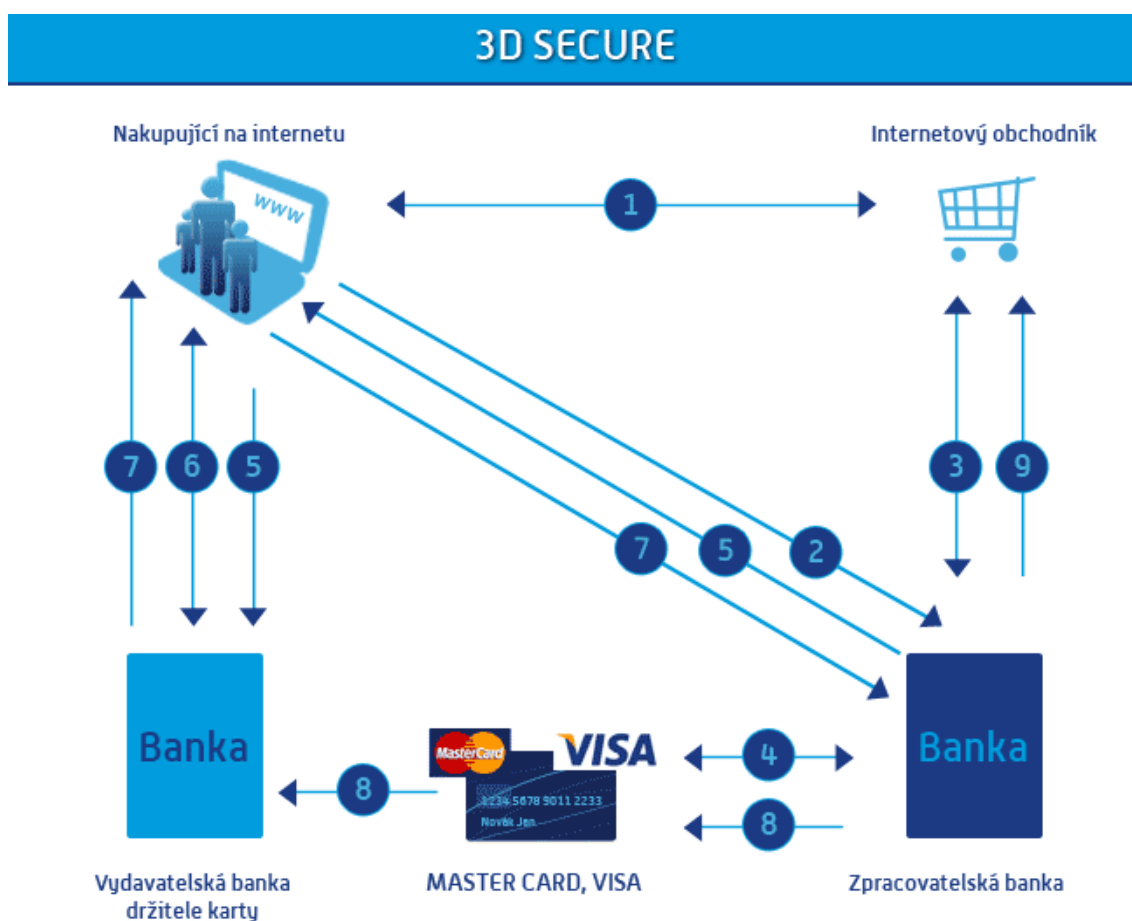 3D SECURE
Nakupující na internetu
Internetový obchodník
www
1
7
6
5
3
9
7
5
2
Banka
MasterCard
VISA
4
Banka
8
1234 5678 9011 2233
Novák Jan
8
Vydavatelská banka
držitele karty
MASTER CARD, VISA
Zpracovatelská banka